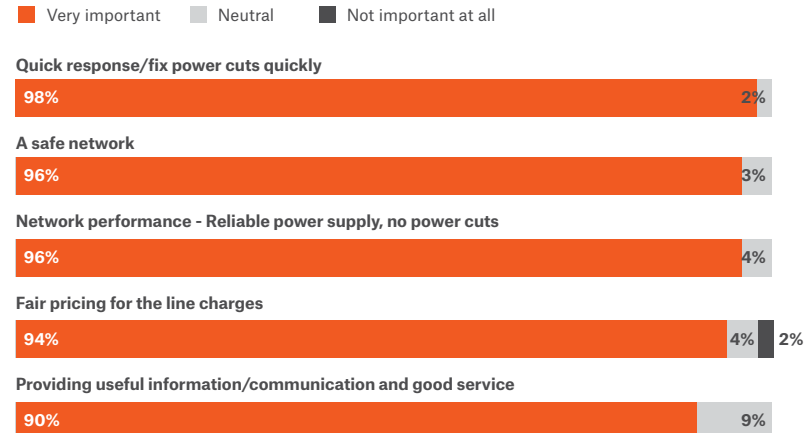 Very important Neutral Not important at all
Quick response/fix power cuts quickly
98% 2%
A safe network
96% 3%
Network performance - Reliable power supply, no power cuts
96% 4%
Fair pricing for the line charges
94% 4% 2%
Providing useful information/communication and good service
90% 9%